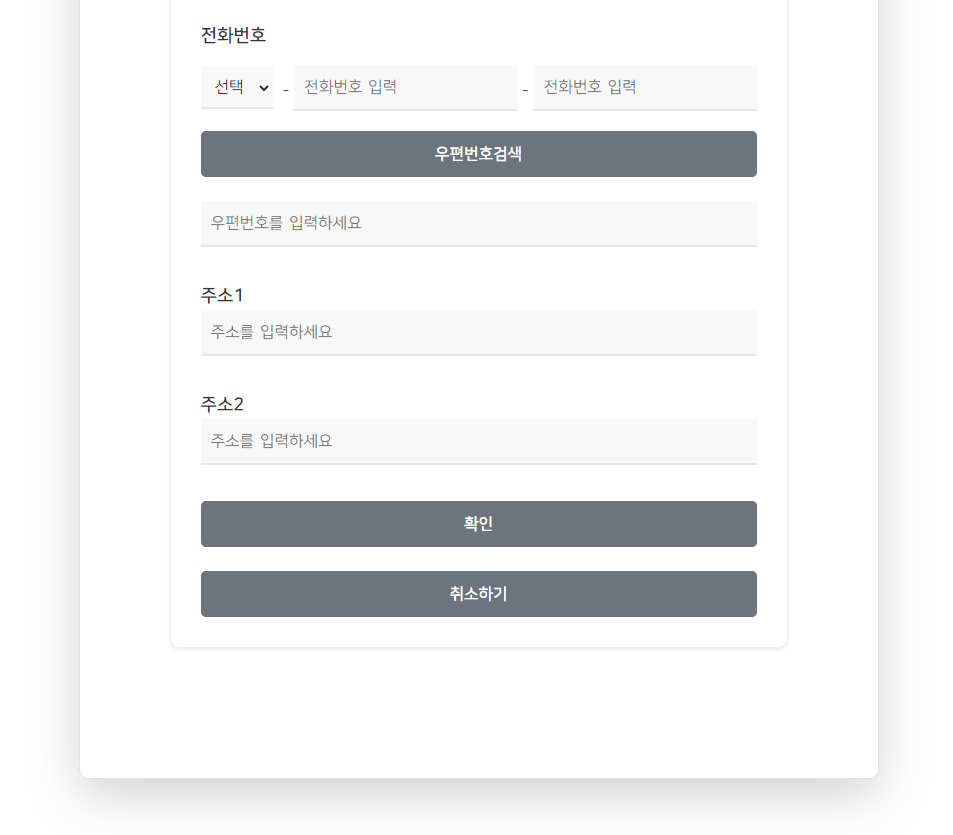 전화번호
선택 - 전화번호 입력 - 전화번호 입력
우편번호검색
우편번호를 입력하세요
주소1
주소를 입력하세요
주소2
주소를 입력하세요
확인
취소하기